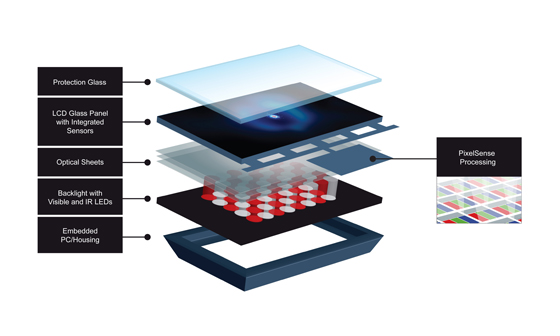 Protection Glass
LCD Glass Panel
with Integrated
Sensors
Optical Sheets
Backlight with
Visible and IR LEDs
Embedded
PC/Housing
PixelSense
Processing